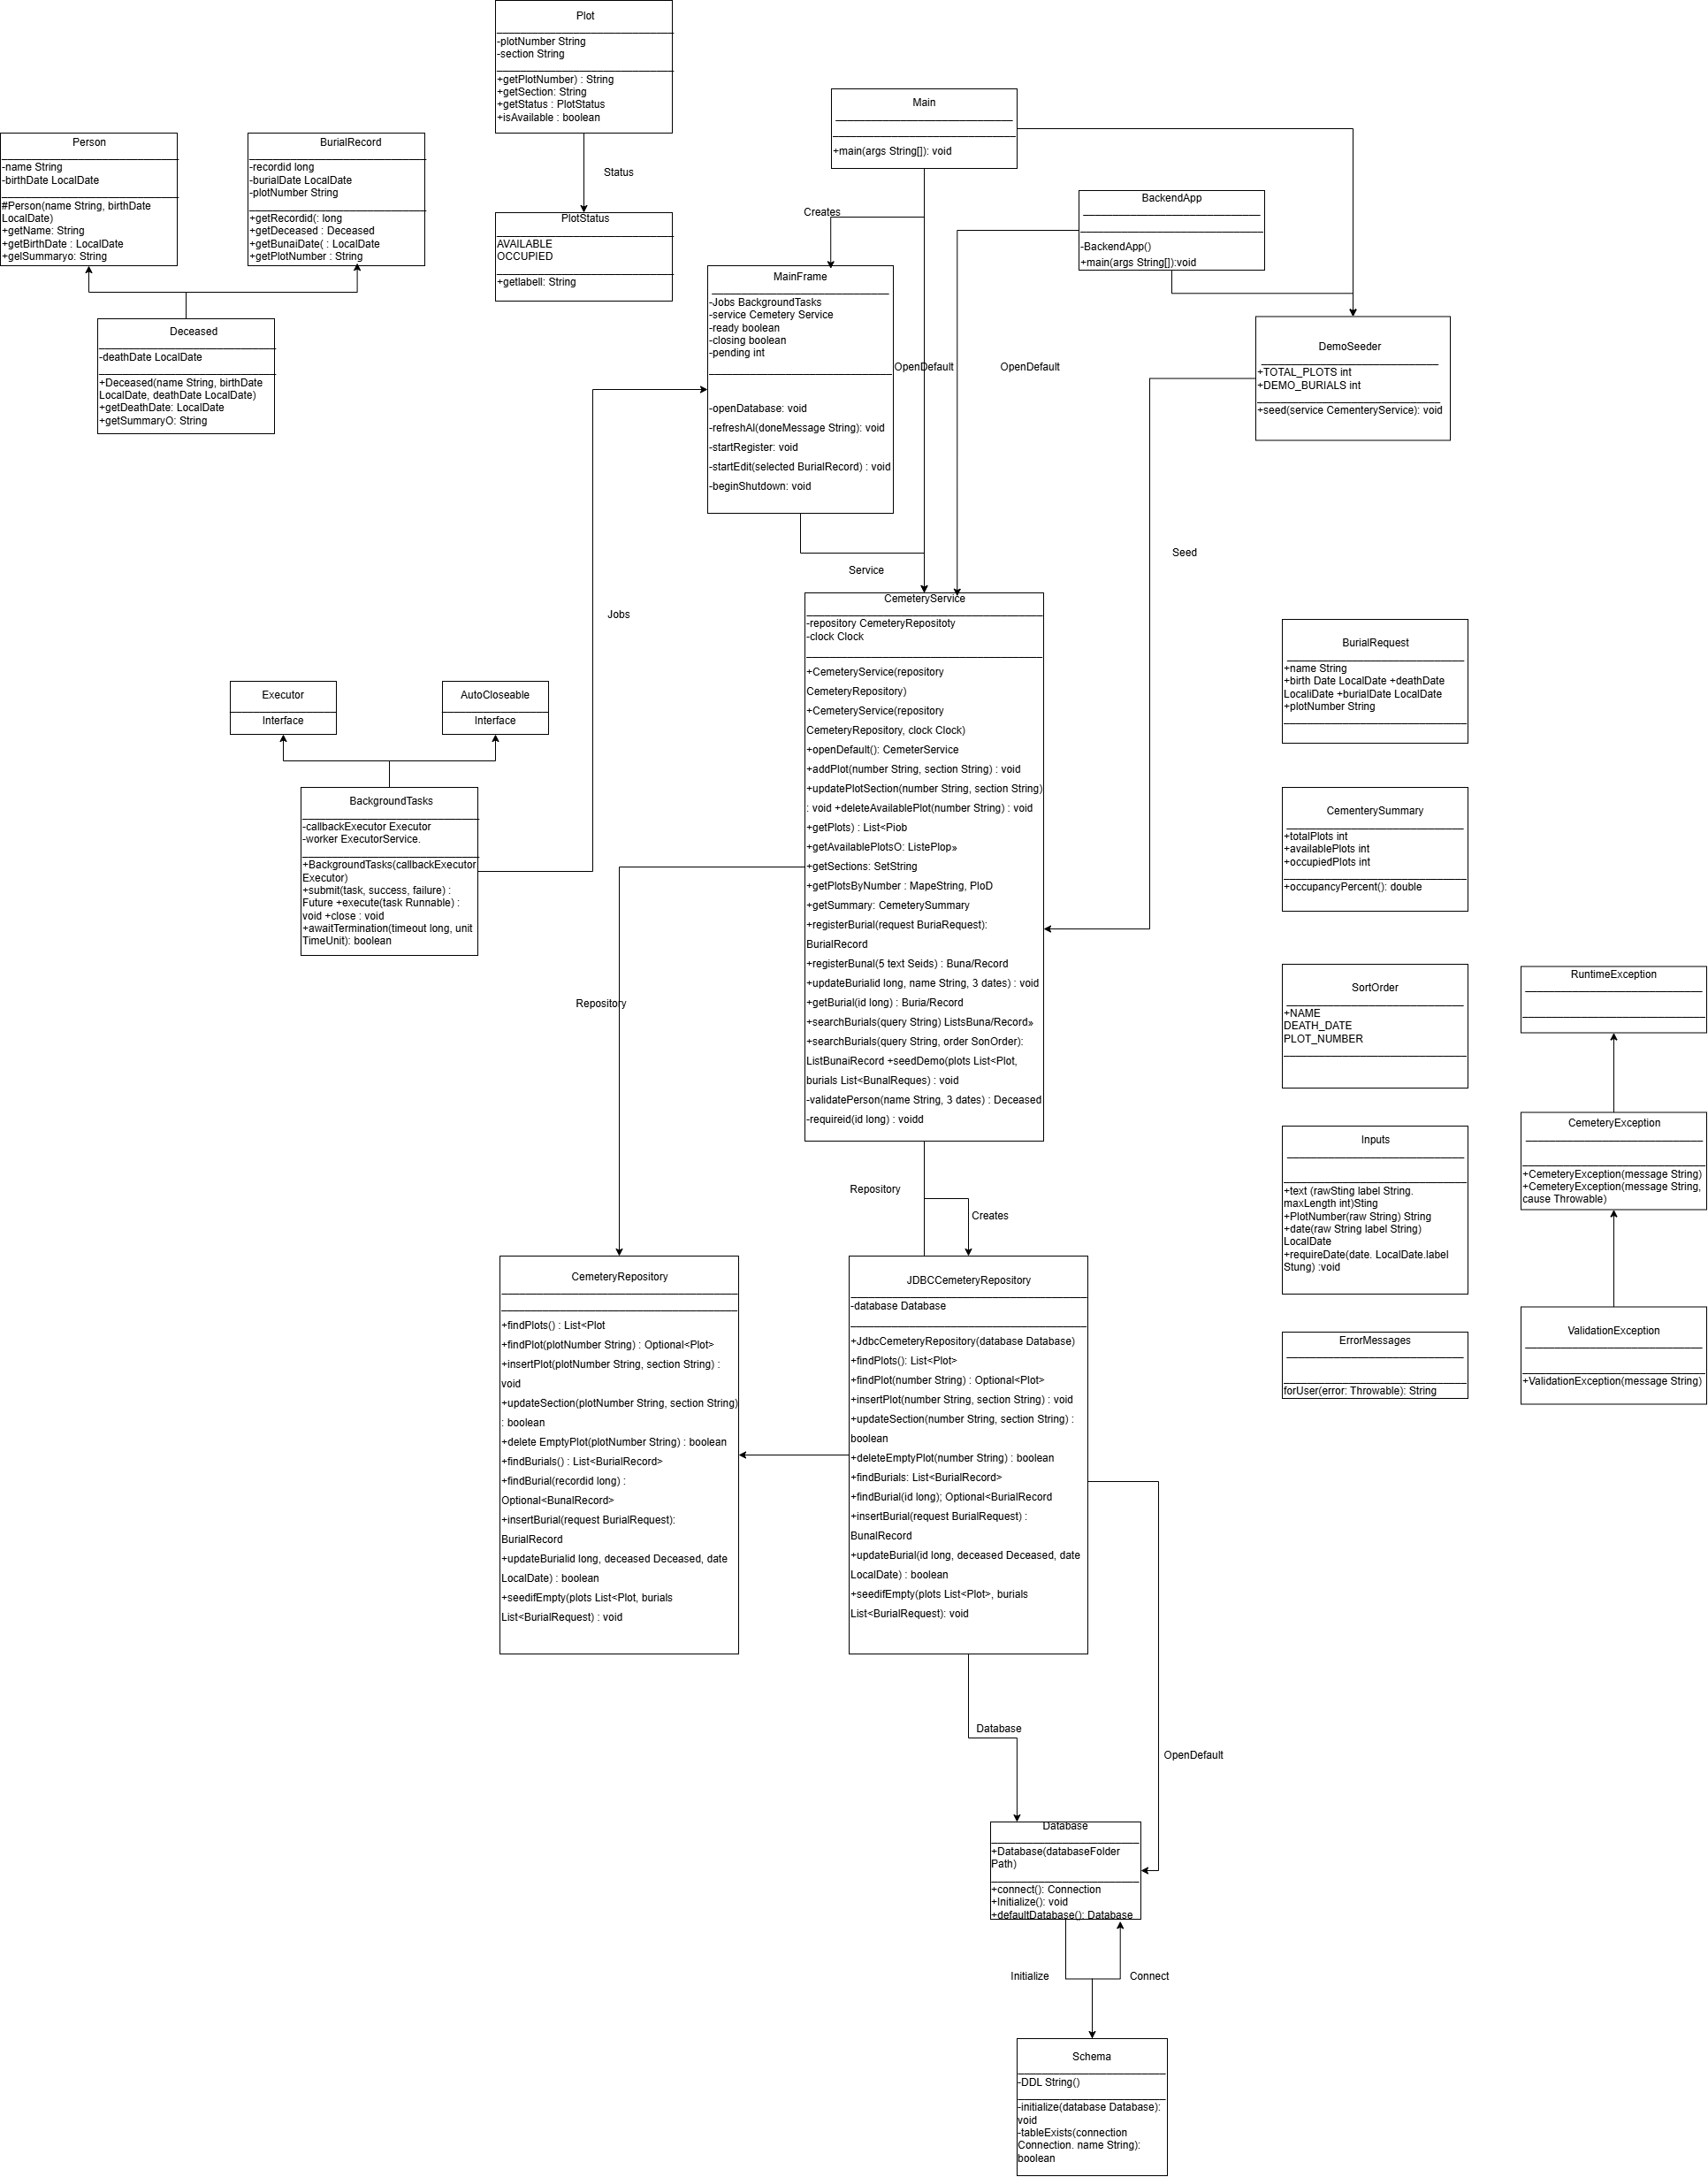 Plot
-plotNumber String
-section String
+getPlotNumber) : String
+getSection: String
+getStatus : PlotStatus
+isAvailable : boolean
Status
PlotStatus
AVAILABLE
OCCUPIED
+getlabell: String
Person
-name String
-birthDate LocalDate
#Person(name String, birthDate
LocalDate)
+getName: String
+getBirthDate : LocalDate
+gelSummaryo: String
BurialRecord
-recordid long
-burialDate LocalDate
-plotNumber String
+getRecordid(: long
+getDeceased : Deceased
+getBunaiDate( : LocalDate
+getPlotNumber : String
Deceased
-deathDate LocalDate
+Deceased(name String, birthDate
LocalDate, deathDate LocalDate)
+getDeathDate: LocalDate
+getSummaryO: String
Main
+main(args String[]): void
Creates
BackendApp
-BackendApp()
+main(args String[]):void
MainFrame
-Jobs BackgroundTasks
-service Cemetery Service
-ready boolean
-closing boolean
-pending int
-openDatabase: void
-refreshAl(doneMessage String): void
-startRegister: void
-startEdit(selected BurialRecord) : void
-beginShutdown: void
OpenDefault
OpenDefault
DemoSeeder
+TOTAL_PLOTS int
+DEMO_BURIALS int
+seed(service CementeryService): void
Seed
Service
Jobs
Executor
Interface
AutoCloseable
Interface
BackgroundTasks
-callbackExecutor Executor
-worker ExecutorService.
+BackgroundTasks(callbackExecutor
Executor)
+submit(task, success, failure) :
Future +execute(task Runnable) :
void +close : void
+awaitTermination(timeout long, unit
TimeUnit): boolean
CemeteryService
-repository CemeteryRepositoty
-clock Clock
+CemeteryService(repository
CemeteryRepository)
+CemeteryService(repository
CemeteryRepository, clock Clock)
+openDefault(): CemeterService
+addPlot(number String, section String) : void
+updatePlotSection(number String, section String)
: void +deleteAvailablePlot(number String) : void
+getPlots) : List<Piob
+getAvailablePlotsO: ListePlop»
+getSections: SetString
+getPlotsByNumber : MapeString, PloD
+getSummary: CemeterySummary
+registerBurial(request BuriaRequest):
BurialRecord
+registerBunal(5 text Seids) : Buna/Record
+updateBurialid long, name String, 3 dates) : void
+getBurial(id long) : Buria/Record
+searchBurials(query String) ListsBuna/Record»
+searchBurials(query String, order SonOrder):
ListBunaiRecord +seedDemo(plots List<Plot,
burials List<BunalReques) : void
-validatePerson(name String, 3 dates) : Deceased
-requireid(id long) : voidd
BurialRequest
+name String
+birth Date LocalDate +deathDate
LocaliDate +burialDate LocalDate
+plotNumber String
CementerySummary
+totalPlots int
+availablePlots int
+occupiedPlots int
+occupancyPercent(): double
SortOrder
+NAME
DEATH_DATE
PLOT_NUMBER
RuntimeException
CemeteryException
+CemeteryException(message String)
+CemeteryException(message String,
cause Throwable)
Inputs
+text (rawSting label String.
maxLength int)Sting
+PlotNumber(raw String) String
+date(raw String label String)
LocalDate
+requireDate(date. LocalDate.label
Stung) :void
ErrorMessages
forUser(error: Throwable): String
ValidationException
+ValidationException(message String)
Repository
Repository
Creates
CemeteryRepository
+findPlots() : List<Plot
+findPlot(plotNumber String) : Optional<Plot>
+insertPlot(plotNumber String, section String) :
void
+updateSection(plotNumber String, section String)
: boolean
+delete EmptyPlot(plotNumber String) : boolean
+findBurials() : List<BurialRecord>
+findBurial(recordid long) :
Optional<BunalRecord>
+insertBurial(request BurialRequest):
BurialRecord
+updateBurialid long, deceased Deceased, date
LocalDate) : boolean
+seedifEmpty(plots List<Plot, burials
List<BurialRequest) : void
JDBCCemeteryRepository
-database Database
+JdbcCemeteryRepository(database Database)
+findPlots(): List<Plot>
+findPlot(number String) : Optional<Plot>
+insertPlot(number String, section String) : void
+updateSection(number String, section String) :
boolean
+deleteEmptyPlot(number String) : boolean
+findBurials: List<BurialRecord>
+findBurial(id long); Optional<BurialRecord
+insertBurial(request BurialRequest) :
BunalRecord
+updateBurial(id long, deceased Deceased, date
LocalDate) : boolean
+seedifEmpty(plots List<Plot>, burials
List<BurialRequest): void
Database
OpenDefault
Database
+Database(databaseFolder
Path)
+connect(): Connection
+Initialize(): void
+defaultDatabase(): Database
Initialize
Connect
Schema
-DDL String()
-initialize(database Database):
void
-tableExists(connection
Connection. name String):
boolean